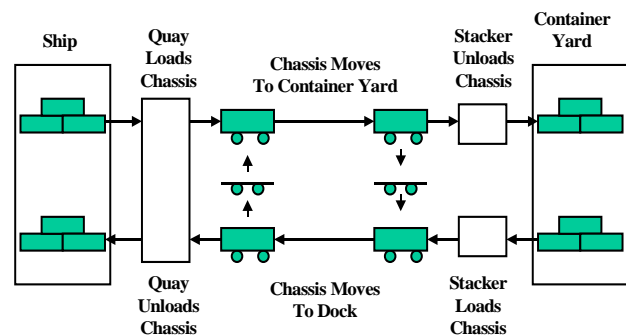 Ship
Quay
Loads
Chassis
Chassis Moves
To Container Yard
Stacker
Unloads
Chassis
Container
Yard
Quay
Unloads
Chassis
Chassis Moves
To Dock
Stacker
Loads
Chassis